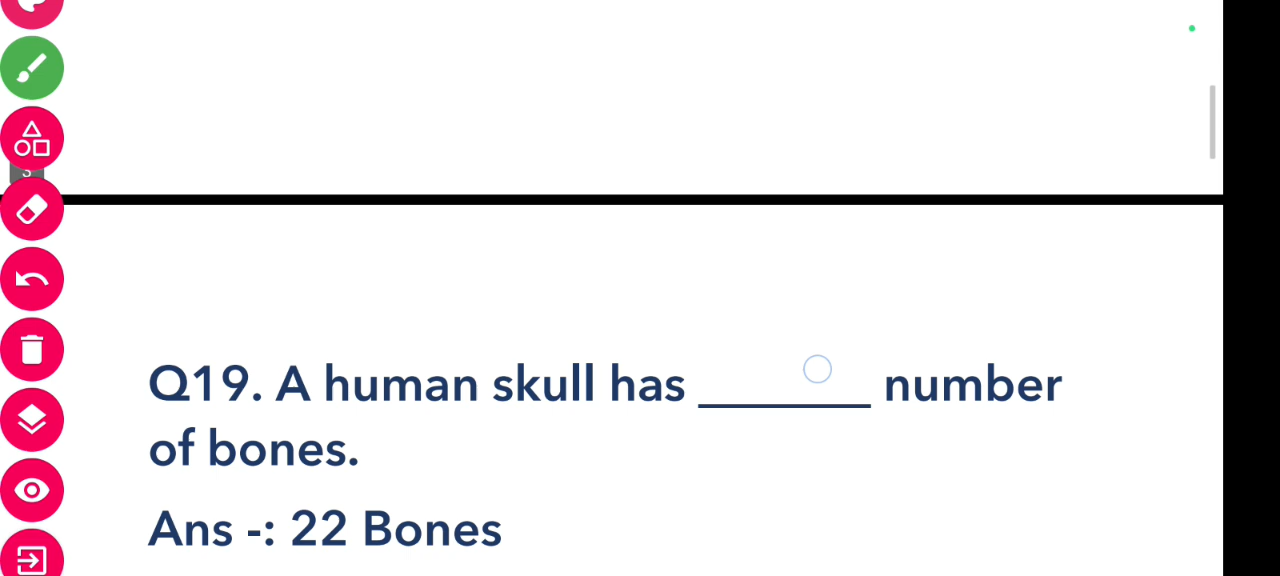 Q19. A human skull has ________ number
of bones.
Ans -: 22 Bones